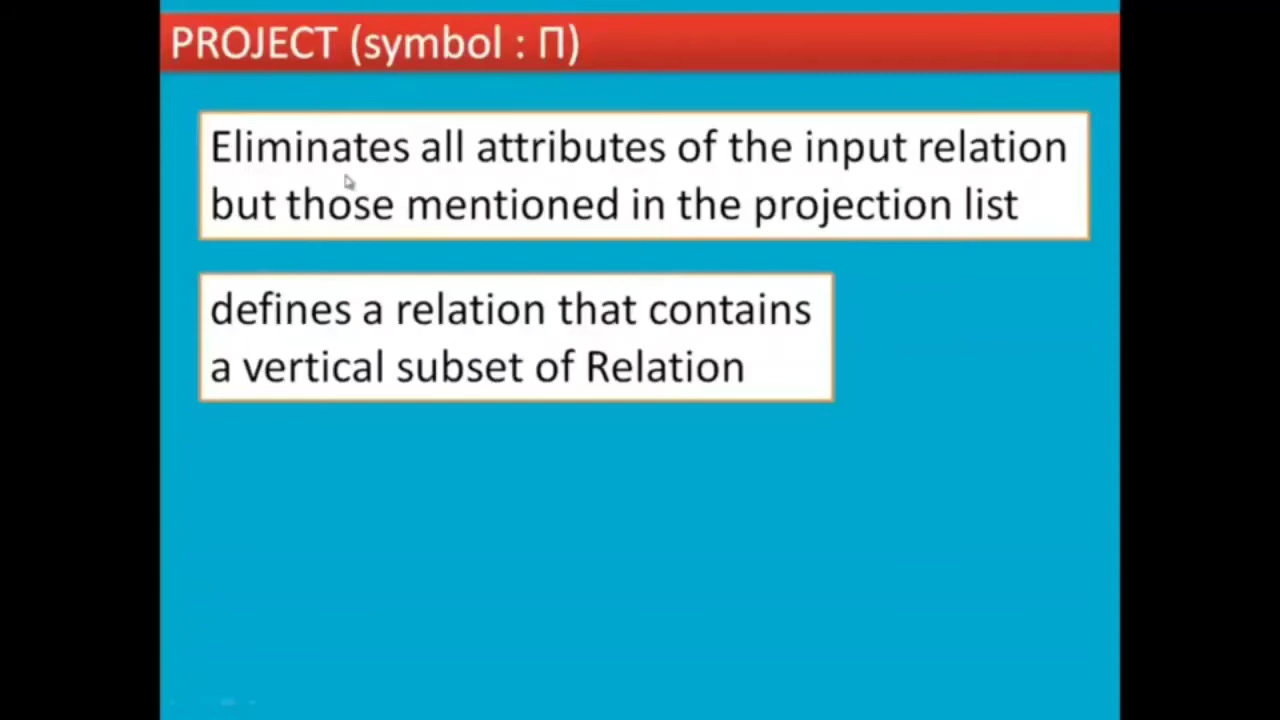 PROJECT (symbol : Π)
Eliminates all attributes of the input relation
but those mentioned in the projection list
defines a relation that contains
a vertical subset of Relation